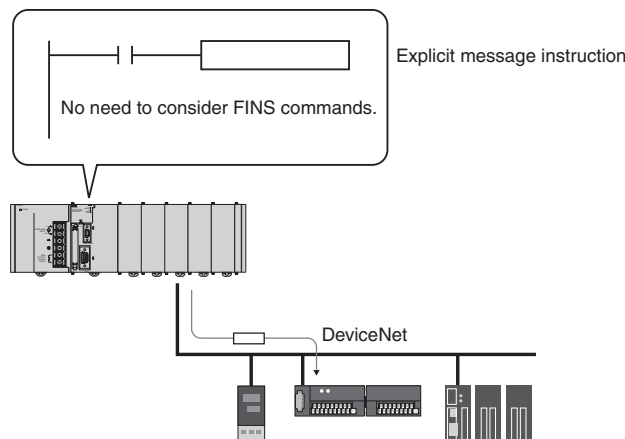 Explicit message instruction
No need to consider FINS commands.
DeviceNet